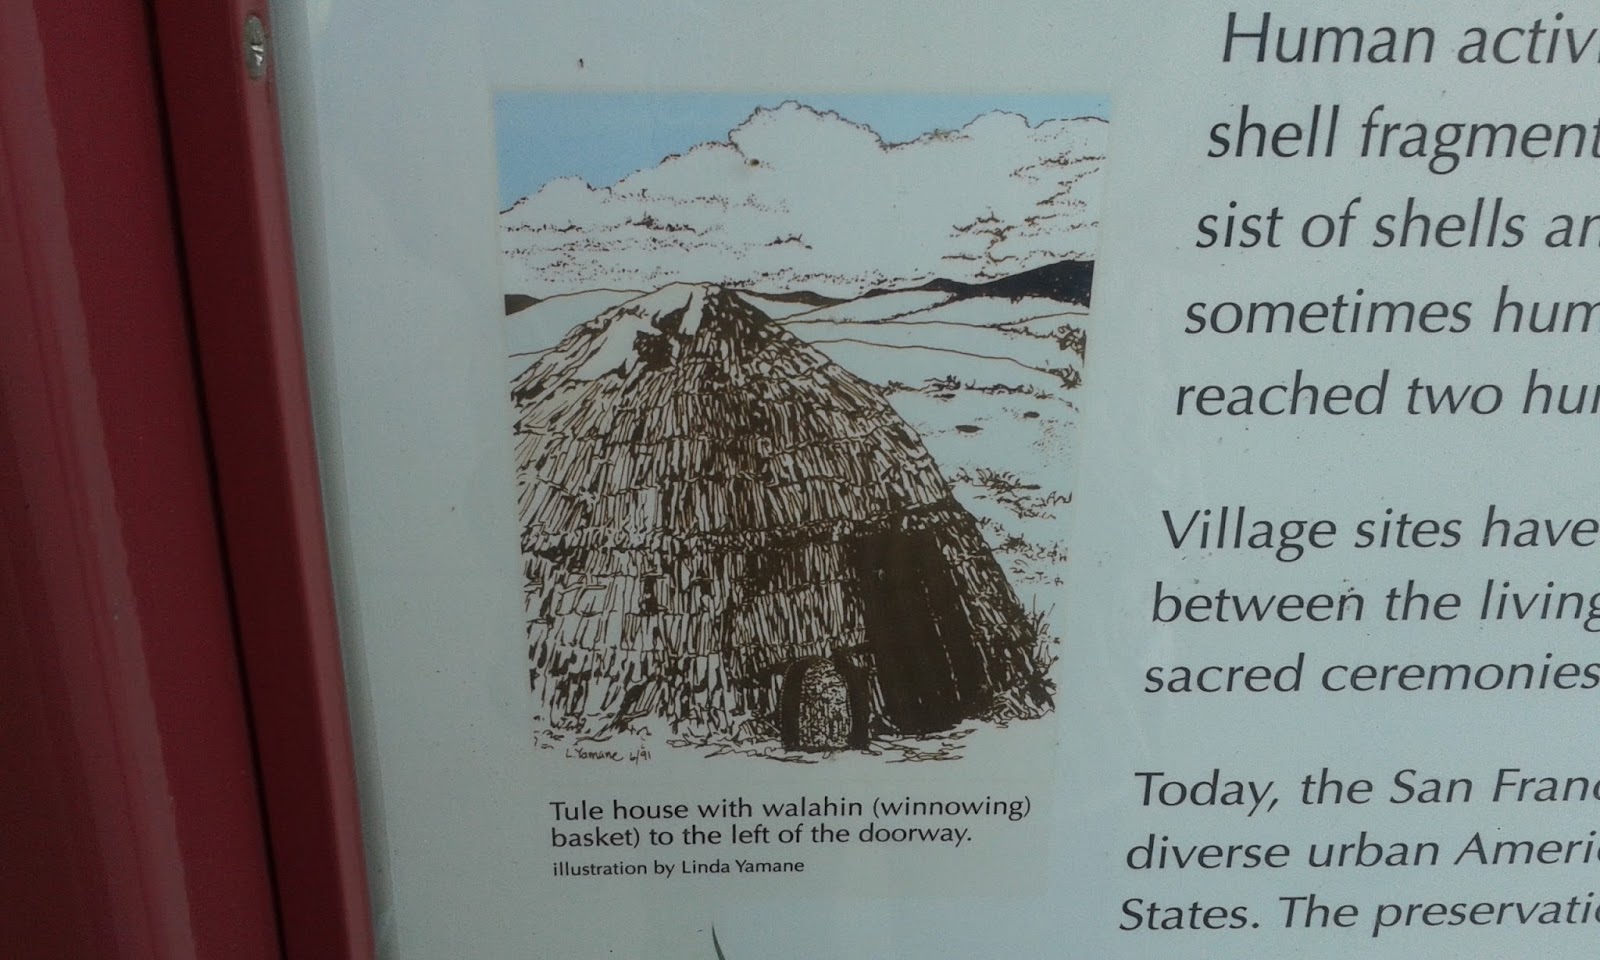 Human activi
shell fragment
sist of shells an
sometimes hum
reached two hun
Village sites have
between the living
sacred ceremonies
Today, the San Franc
diverse urban Ameri
States. The preservati
L. Yamane 6/91
Tule house with walahin (winnowing)
basket) to the left of the doorway.
illustration by Linda Yamane